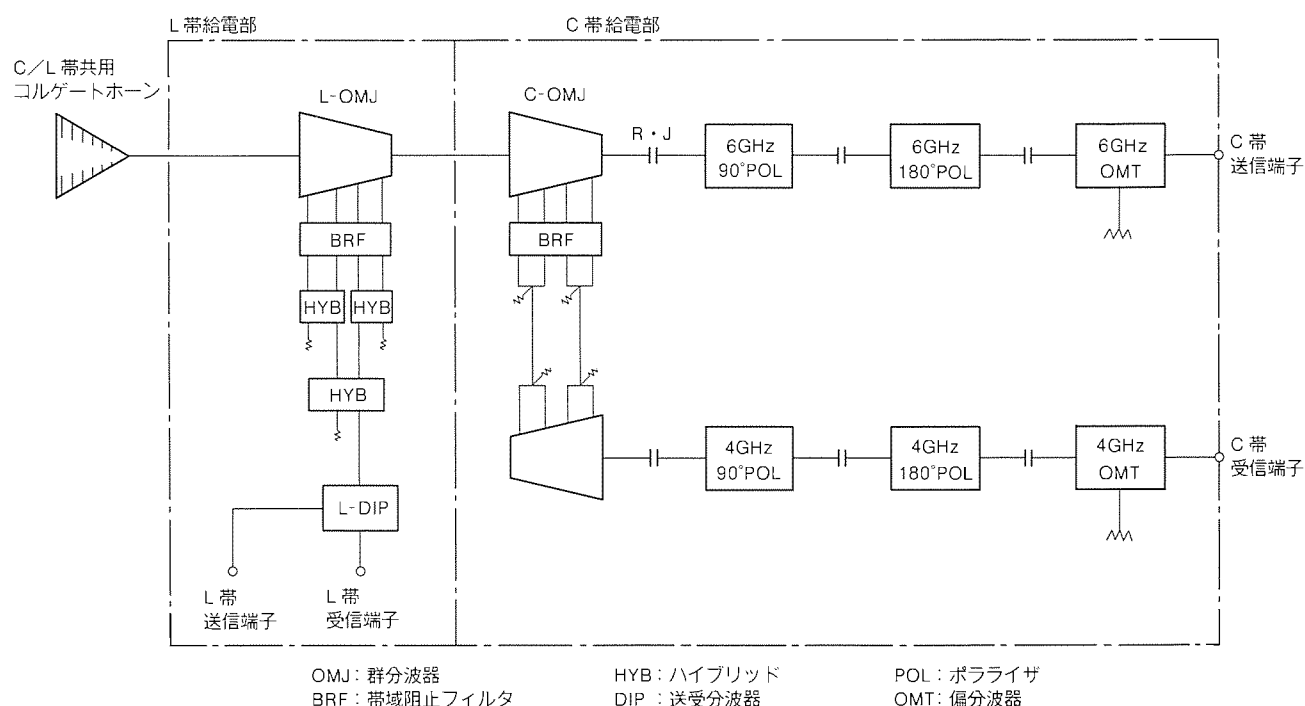 L帯給電部
C帯給電部
C／L帯共用
コルゲートホーン
L-OMJ
C-OMJ
R・J
6GHz
90°POL
6GHz
180°POL
6GHz
OMT
C帯
送信端子
BRF
BRF
HYB
HYB
HYB
4GHz
90°POL
4GHz
180°POL
4GHz
OMT
C帯
受信端子
L-DIP
L帯
送信端子
L帯
受信端子
OMJ：群分波器
HYB：ハイブリッド
POL：ポラライザ
BRF：帯域阻止フィルタ
DIP：送受分波器
OMT：偏分波器